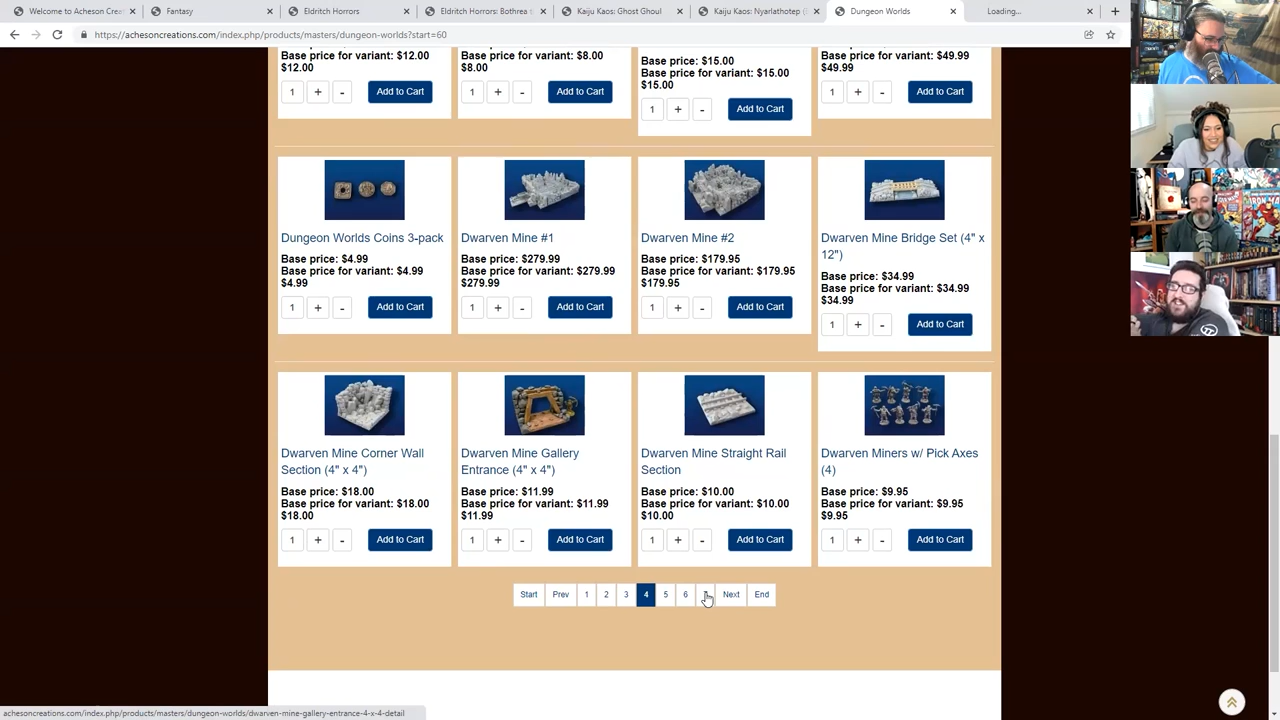 Welcome to Acheson Crea
Fantasy
Eldritch Horrors
Eldritch Horrors: Bothrea t
Kaiju Kaos: Ghost Ghoul
Kaiju Kaos: Nyarlathotep (
Dungeon Worlds
Loading...
https://achesoncreations.com/index.php/products/masters/dungeon-worlds?start=60
Base price for variant: $12.00
$12.00
1 + - Add to Cart
Base price for variant: $8.00
$8.00
1 + - Add to Cart
Base price: $15.00
Base price for variant: $15.00
$15.00
1 + - Add to Cart
Base price for variant: $49.99
$49.99
1 + - Add to Cart
Dungeon Worlds Coins 3-pack
Base price: $4.99
Base price for variant: $4.99
$4.99
1 + - Add to Cart
Dwarven Mine #1
Base price: $279.99
Base price for variant: $279.99
$279.99
1 + - Add to Cart
Dwarven Mine #2
Base price: $179.95
Base price for variant: $179.95
$179.95
1 + - Add to Cart
Dwarven Mine Bridge Set (4" x
12")
Base price: $34.99
Base price for variant: $34.99
$34.99
1 + - Add to Cart
Dwarven Mine Corner Wall
Section (4" x 4")
Base price: $18.00
Base price for variant: $18.00
$18.00
1 + - Add to Cart
Dwarven Mine Gallery
Entrance (4" x 4")
Base price: $11.99
Base price for variant: $11.99
$11.99
1 + - Add to Cart
Dwarven Mine Straight Rail
Section
Base price: $10.00
Base price for variant: $10.00
$10.00
1 + - Add to Cart
Dwarven Miners w/ Pick Axes
(4)
Base price: $9.95
Base price for variant: $9.95
$9.95
1 + - Add to Cart
Start Prev 1 2 3 4 5 6 Next End
achesoncreations.com/index.php/products/masters/dungeon-worlds/dwarven-mine-gallery-entrance-4-x-4-detail